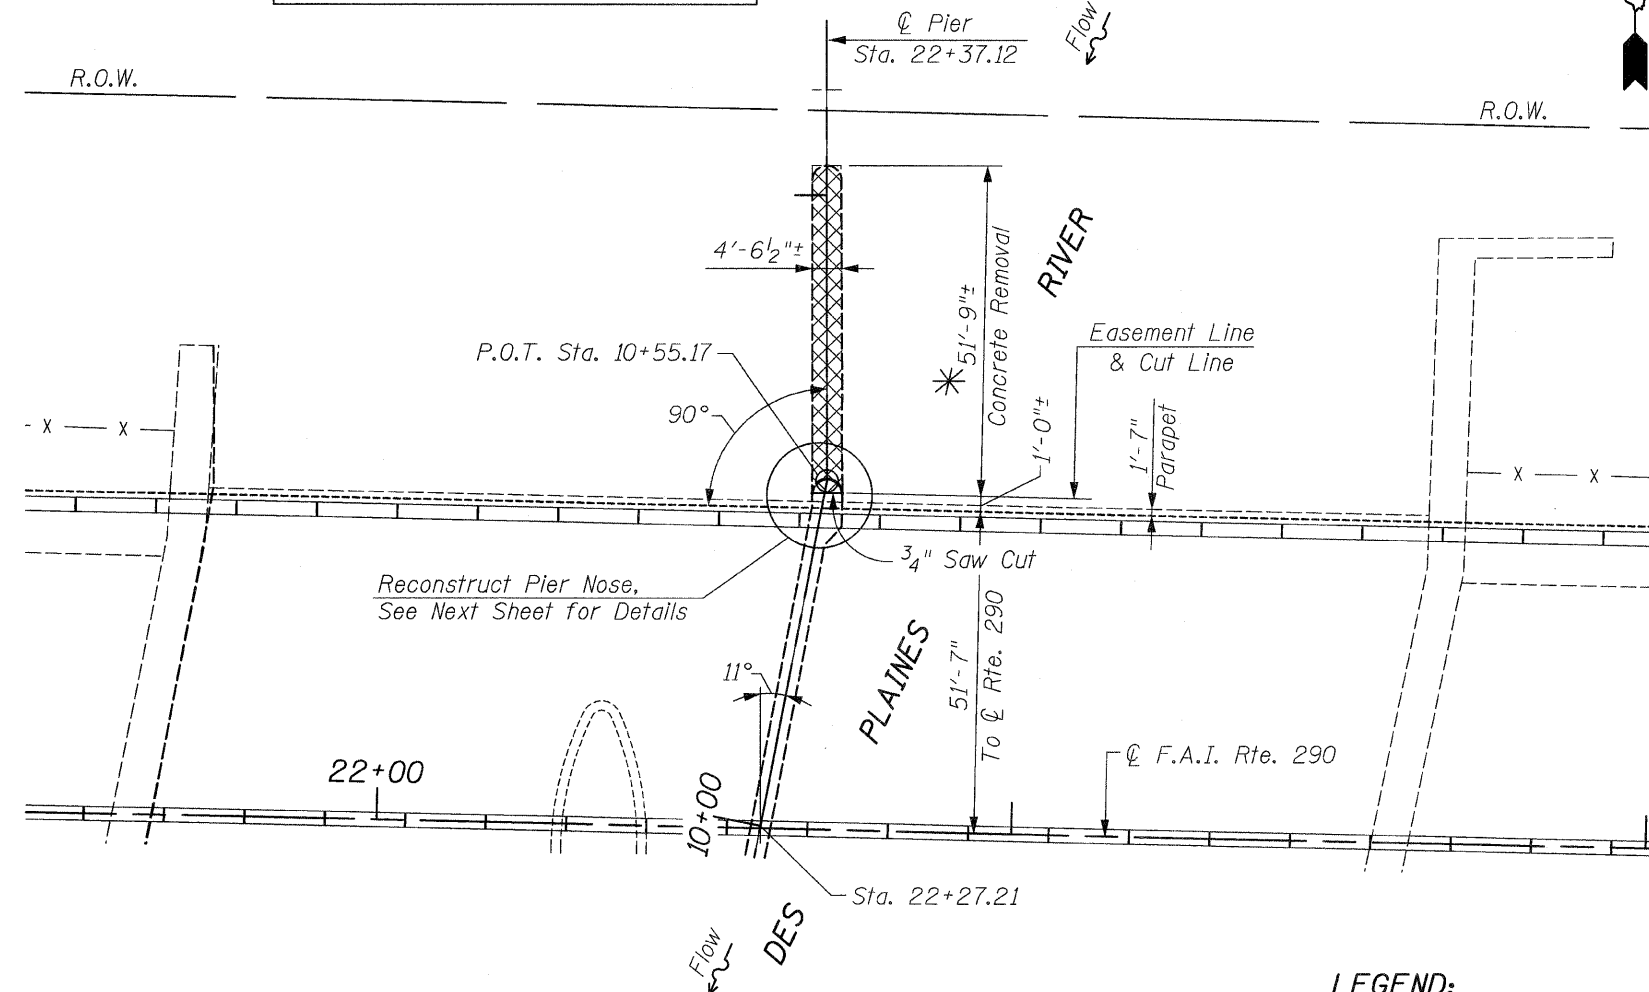 ℄ Pier
Sta. 22+37.12
Flow
R.O.W.
R.O.W.
4'-6½"±
51'-9"±
Concrete Removal
RIVER
Easement Line
& Cut Line
P.O.T. Sta. 10+55.17
90°
1'-0"±
1'-7"
Parapet
x
x
x
x
¾" Saw Cut
Reconstruct Pier Nose,
See Next Sheet for Details
11°
PLAINES
51'-7"
To ℄ Rte. 290
℄ F.A.I. Rte. 290
22+00
10+00
Sta. 22+27.21
DES
Flow
LEGEND: